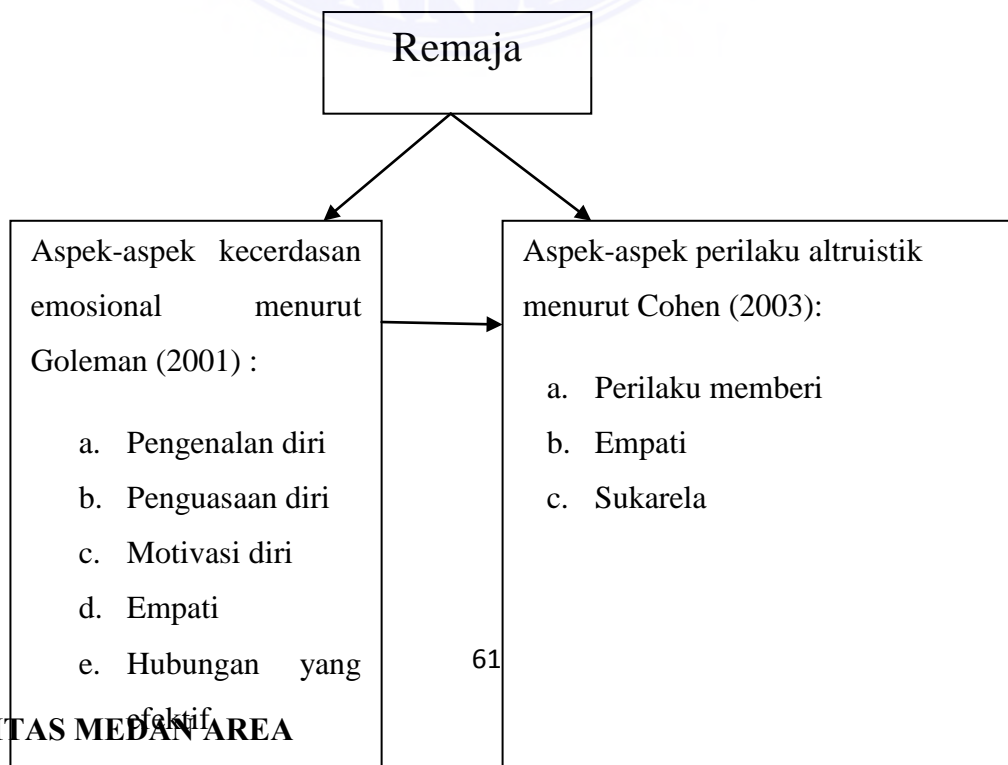 Remaja
Aspek-aspek kecerdasan
emosional menurut
Goleman (2001) :
a. Pengenalan diri
b. Penguasaan diri
c. Motivasi diri
d. Empati
e. Hubungan yang
efektif
Aspek-aspek perilaku altruistik
menurut Cohen (2003):
a. Perilaku memberi
b. Empati
c. Sukarela
61
TAS MEDAN AREA